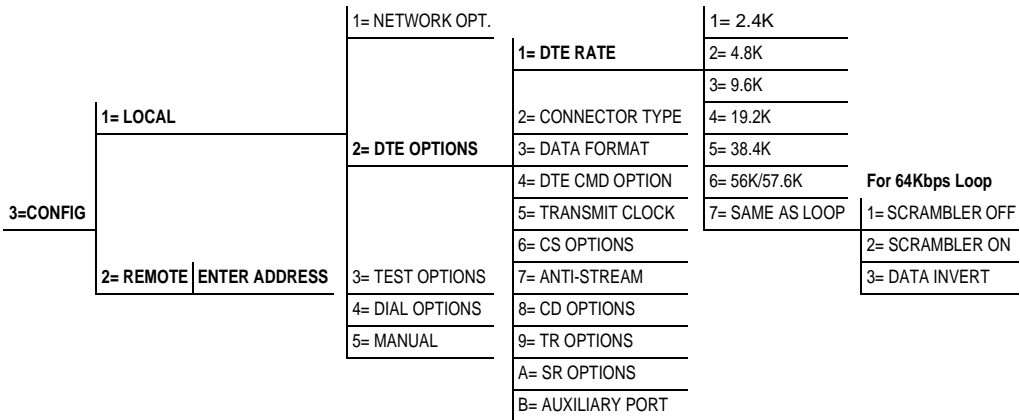 3=CONFIG
1= LOCAL
2= REMOTE
ENTER ADDRESS
1= NETWORK OPT.
2= DTE OPTIONS
3= TEST OPTIONS
4= DIAL OPTIONS
5= MANUAL
1= DTE RATE
2= CONNECTOR TYPE
3= DATA FORMAT
4= DTE CMD OPTION
5= TRANSMIT CLOCK
6= CS OPTIONS
7= ANTI-STREAM
8= CD OPTIONS
9= TR OPTIONS
A= SR OPTIONS
B= AUXILIARY PORT
1= 2.4K
2= 4.8K
3= 9.6K
4= 19.2K
5= 38.4K
6= 56K/57.6K
7= SAME AS LOOP
For 64Kbps Loop
1= SCRAMBLER OFF
2= SCRAMBLER ON
3= DATA INVERT